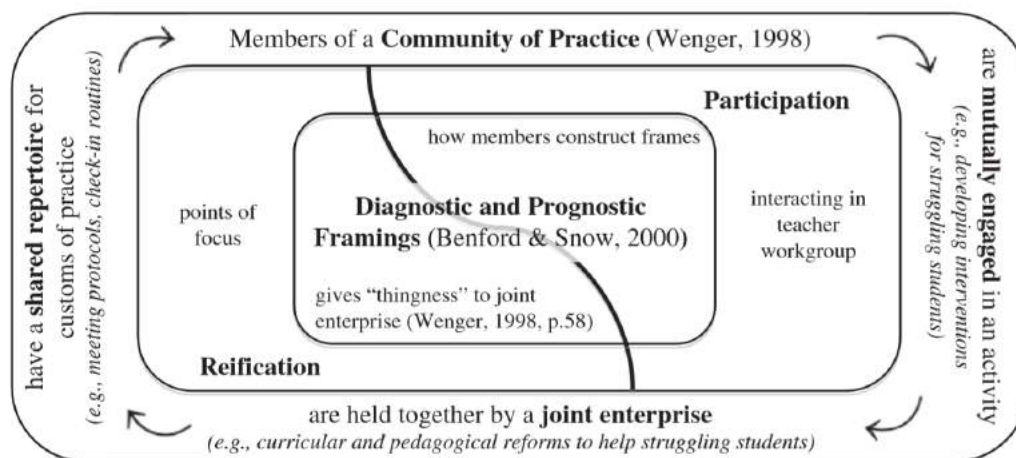 Members of a Community of Practice (Wenger, 1998)
are mutually engaged in an activity
(e.g., developing interventions
for struggling students)
are held together by a joint enterprise
(e.g., curricular and pedagogical reforms to help struggling students)
have a shared repertoire for
customs of practice
(e.g., meeting protocols, check-in routines)
Participation
how members construct frames
points of
focus
Diagnostic and Prognostic
Framings (Benford & Snow, 2000)
interacting in
teacher
workgroup
gives “thingness” to joint
enterprise (Wenger, 1998, p.58)
Reification